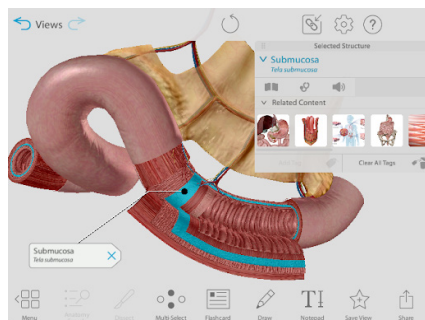 Views
Selected Structure
Submucosa
Tela submucosa
Related Content
Clear All Tags
Submucosa
Tela submucosa
Menu
Multi Select
Flashcard
Draw
Notepad
Save View
Share